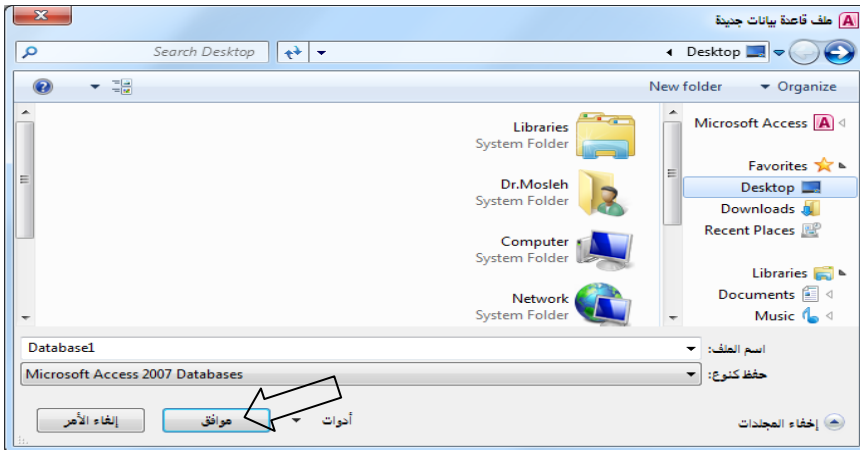 ملف قاعدة بيانات جديدة
Desktop
Search Desktop
Organize
New folder
Microsoft Access
Favorites
Desktop
Downloads
Recent Places
Libraries
Documents
Music
Libraries
System Folder
Dr.Mosleh
System Folder
Computer
System Folder
Network
System Folder
اسم الملف:
Database1
حفظ كنوع:
Microsoft Access 2007 Databases
إخفاء المجلدات
أدوات
موافق
إلغاء الأمر